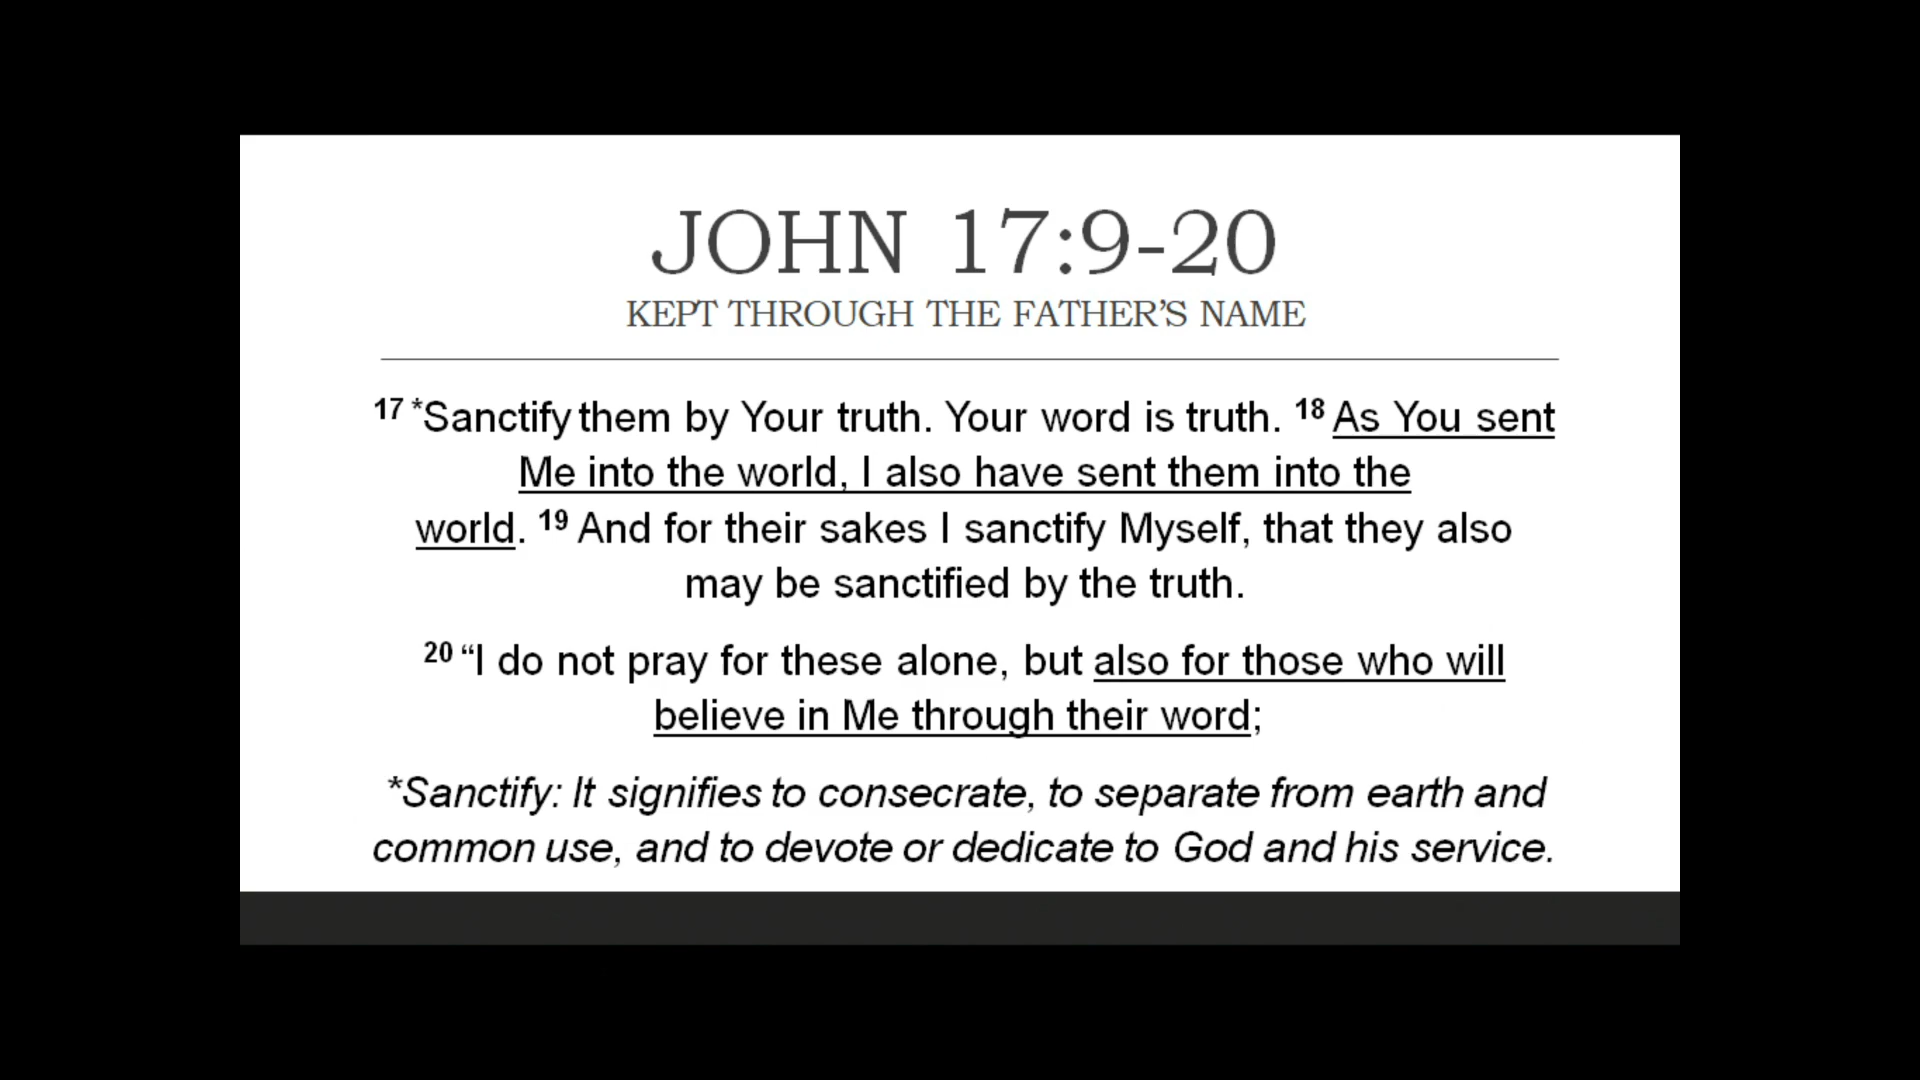 JOHN 17:9-20
KEPT THROUGH THE FATHER’S NAME
17 *Sanctify them by Your truth. Your word is truth. 18 As You sent
Me into the world, I also have sent them into the
world. 19 And for their sakes I sanctify Myself, that they also
may be sanctified by the truth.
20 “I do not pray for these alone, but also for those who will
believe in Me through their word;
*Sanctify: It signifies to consecrate, to separate from earth and
common use, and to devote or dedicate to God and his service.